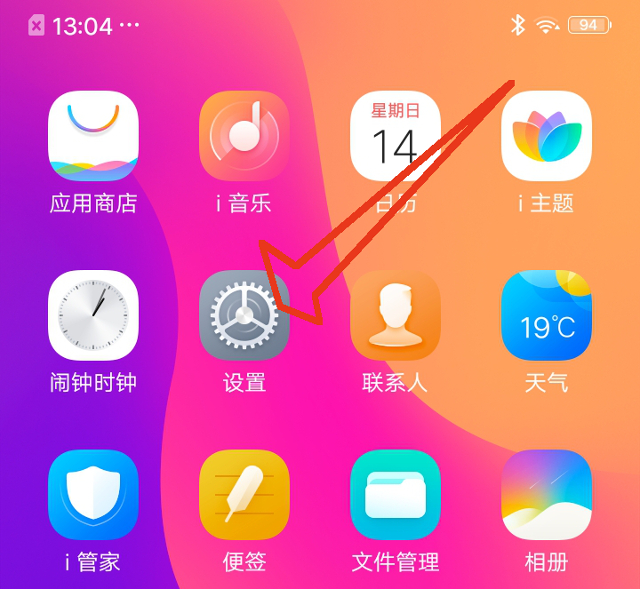 13:04 ···
94
星期日
14
应用商店
i 音乐
日历
i 主题
19℃
闹钟时钟
设置
联系人
天气
i 管家
便签
文件管理
相册